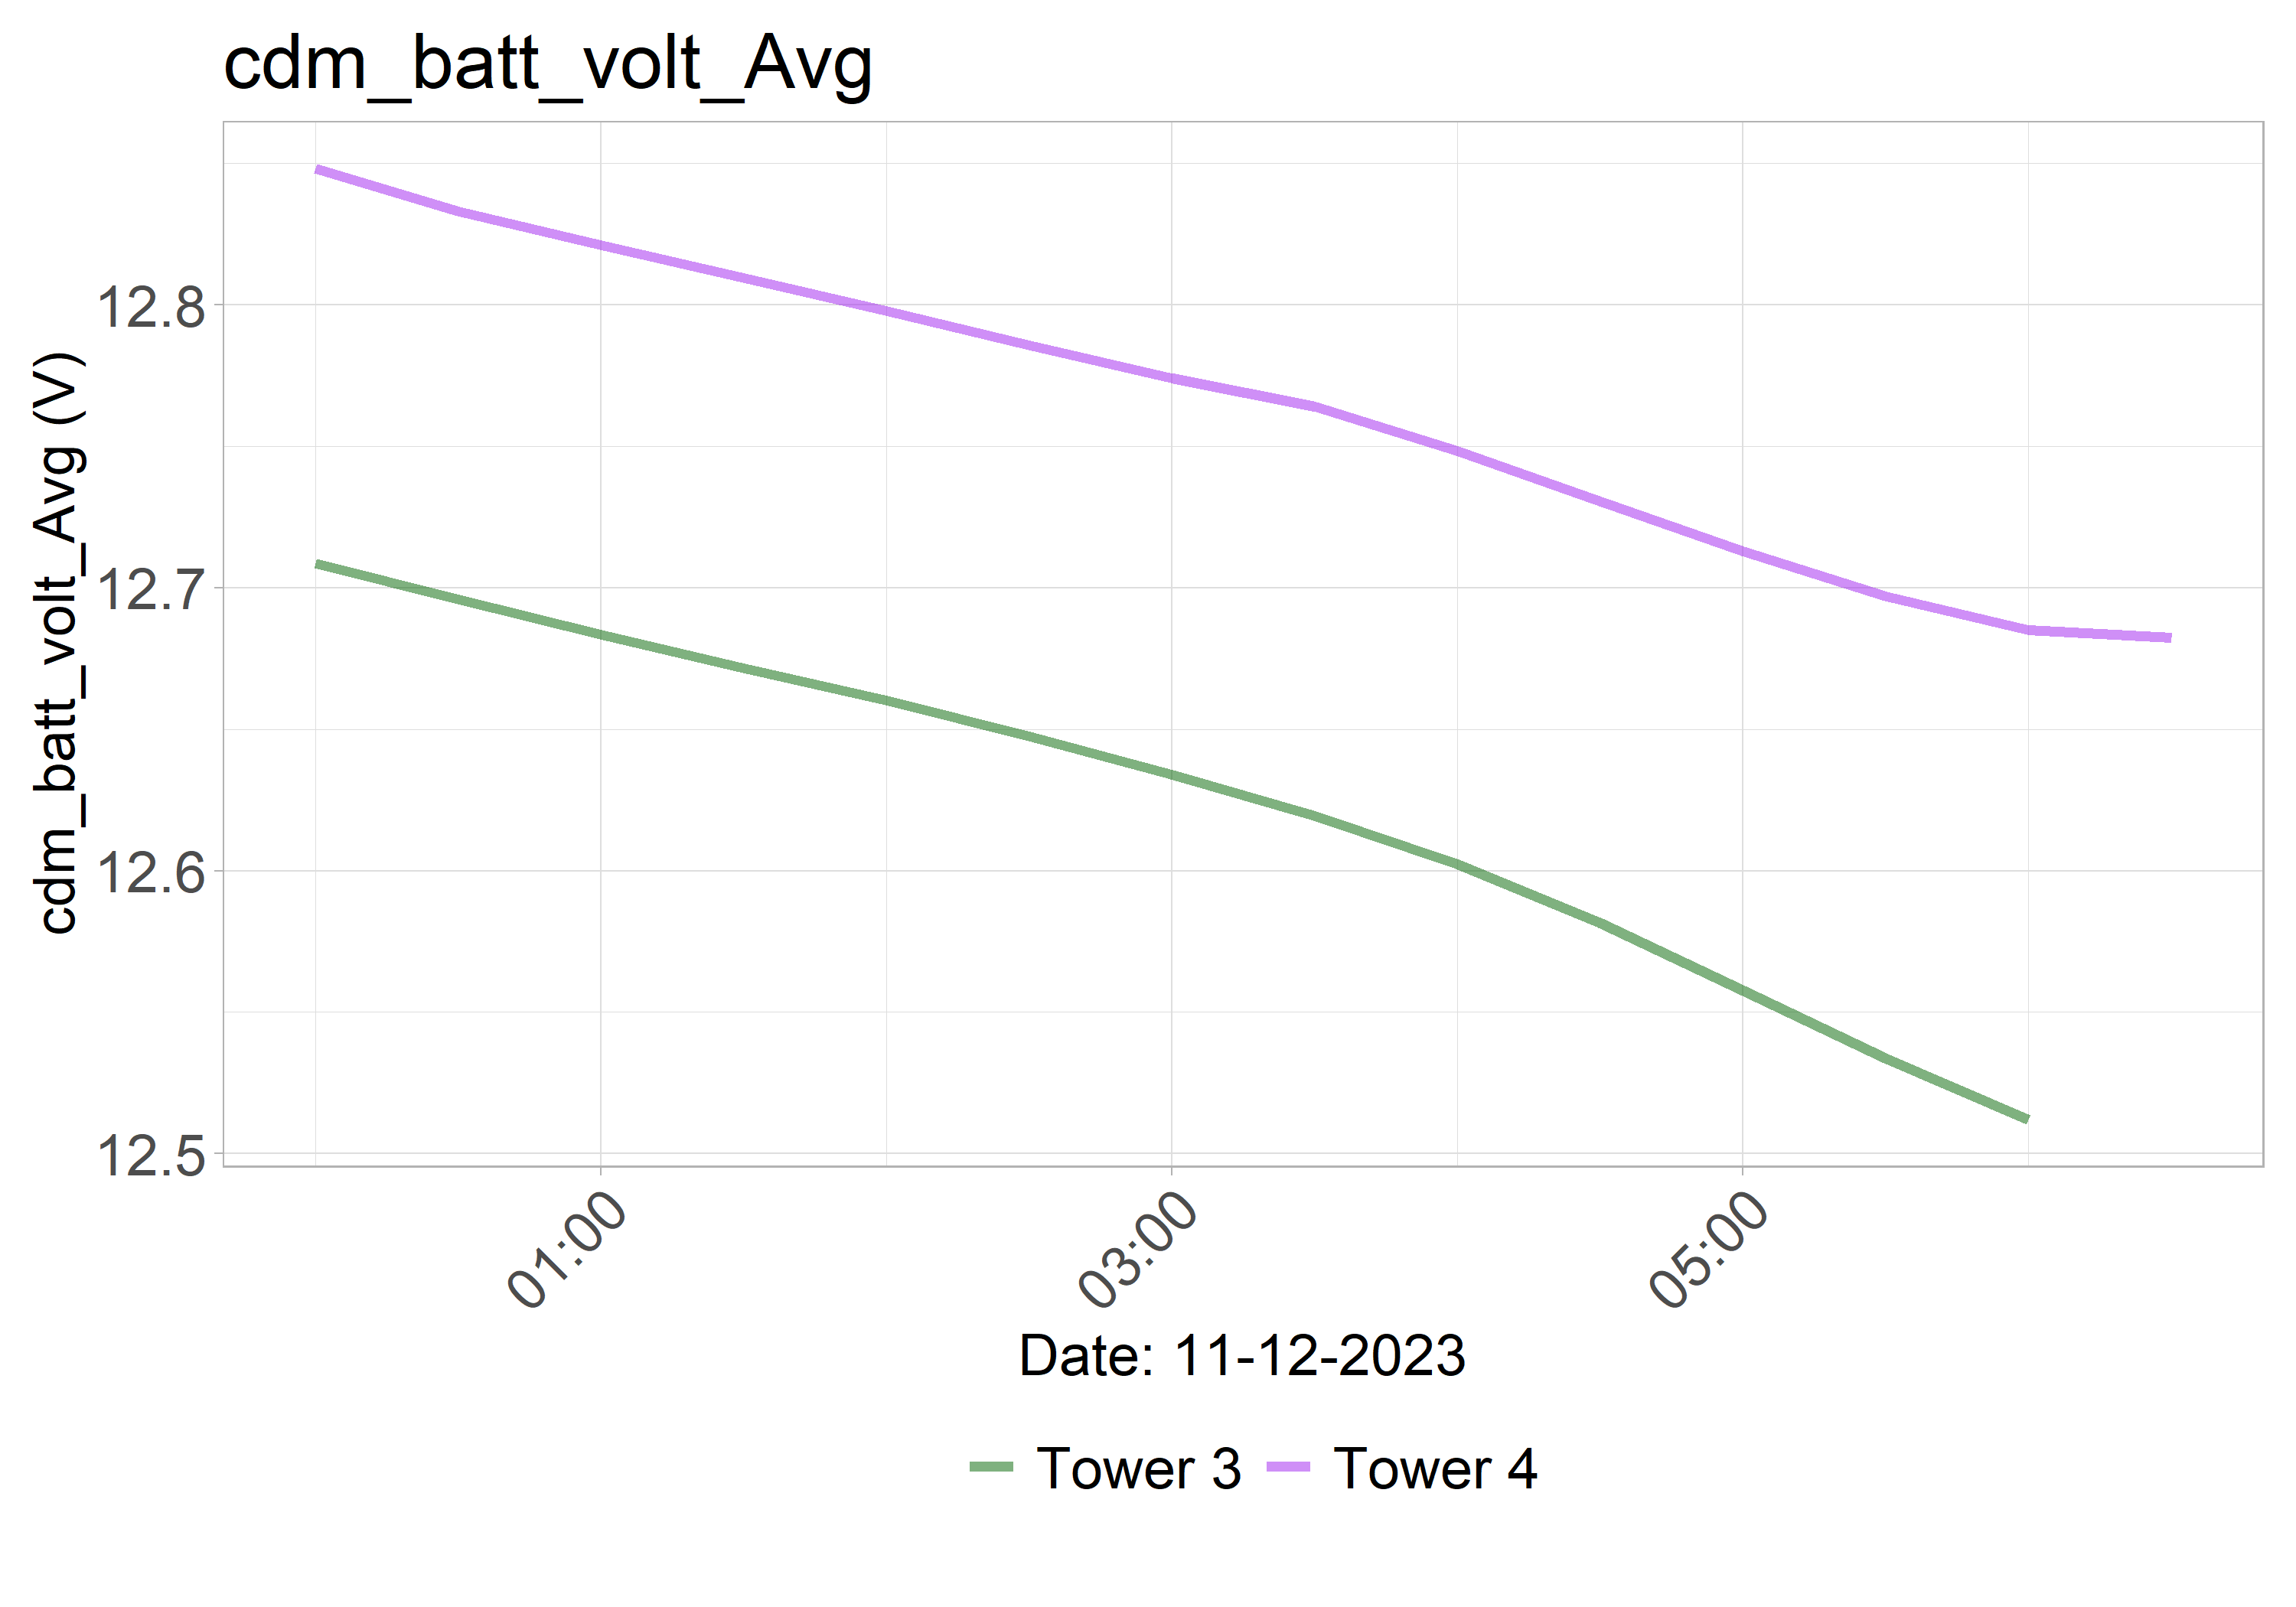 cdm_batt_volt_Avg
cdm_batt_volt_Avg (V)
12.8
12.7
12.6
12.5
01:00
03:00
05:00
Date: 11-12-2023
Tower 3
Tower 4